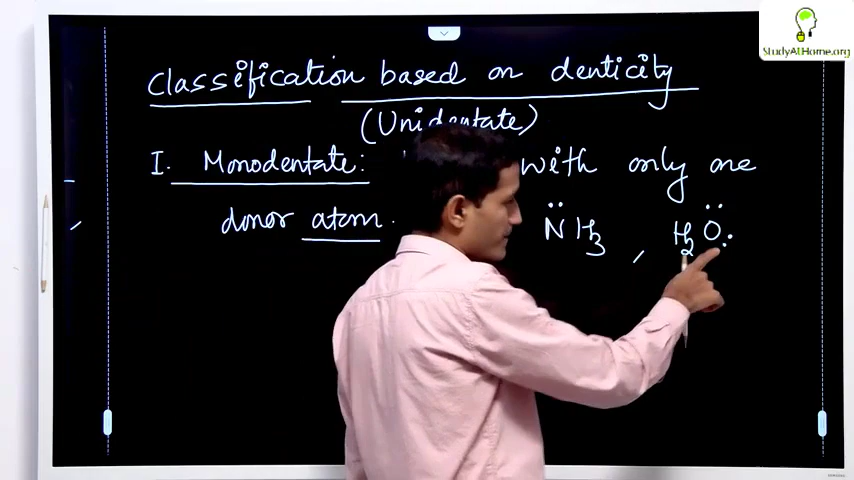 StudyAtHome.org
Classification based on denticity
(Unidentate)
I. Monodentate: with only one
donor atom. N̈H₃, H₂Ö: